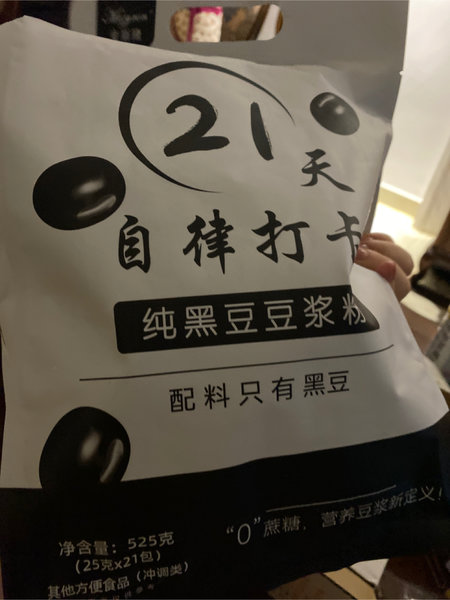 21
天
自律打卡
纯黑豆豆浆粉
配料只有黑豆
"0"蔗糖,营养豆浆新定义!
净含量:525克
(25克x21包)
其他方便食品(冲调类)